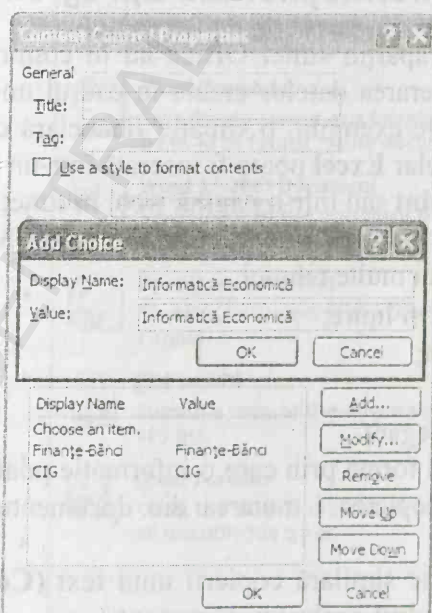 Content Control Properties
General
Title:
Tag:
Use a style to format contents
Add Choice
Display Name: Informatică Economică
Value: Informatică Economică
OK Cancel
Display Name Value Add...
Choose an item. Modify...
Finanţe-Bănci Finanţe-Bănci
CIG CIG Remove
Move Up
Move Down
OK Cancel